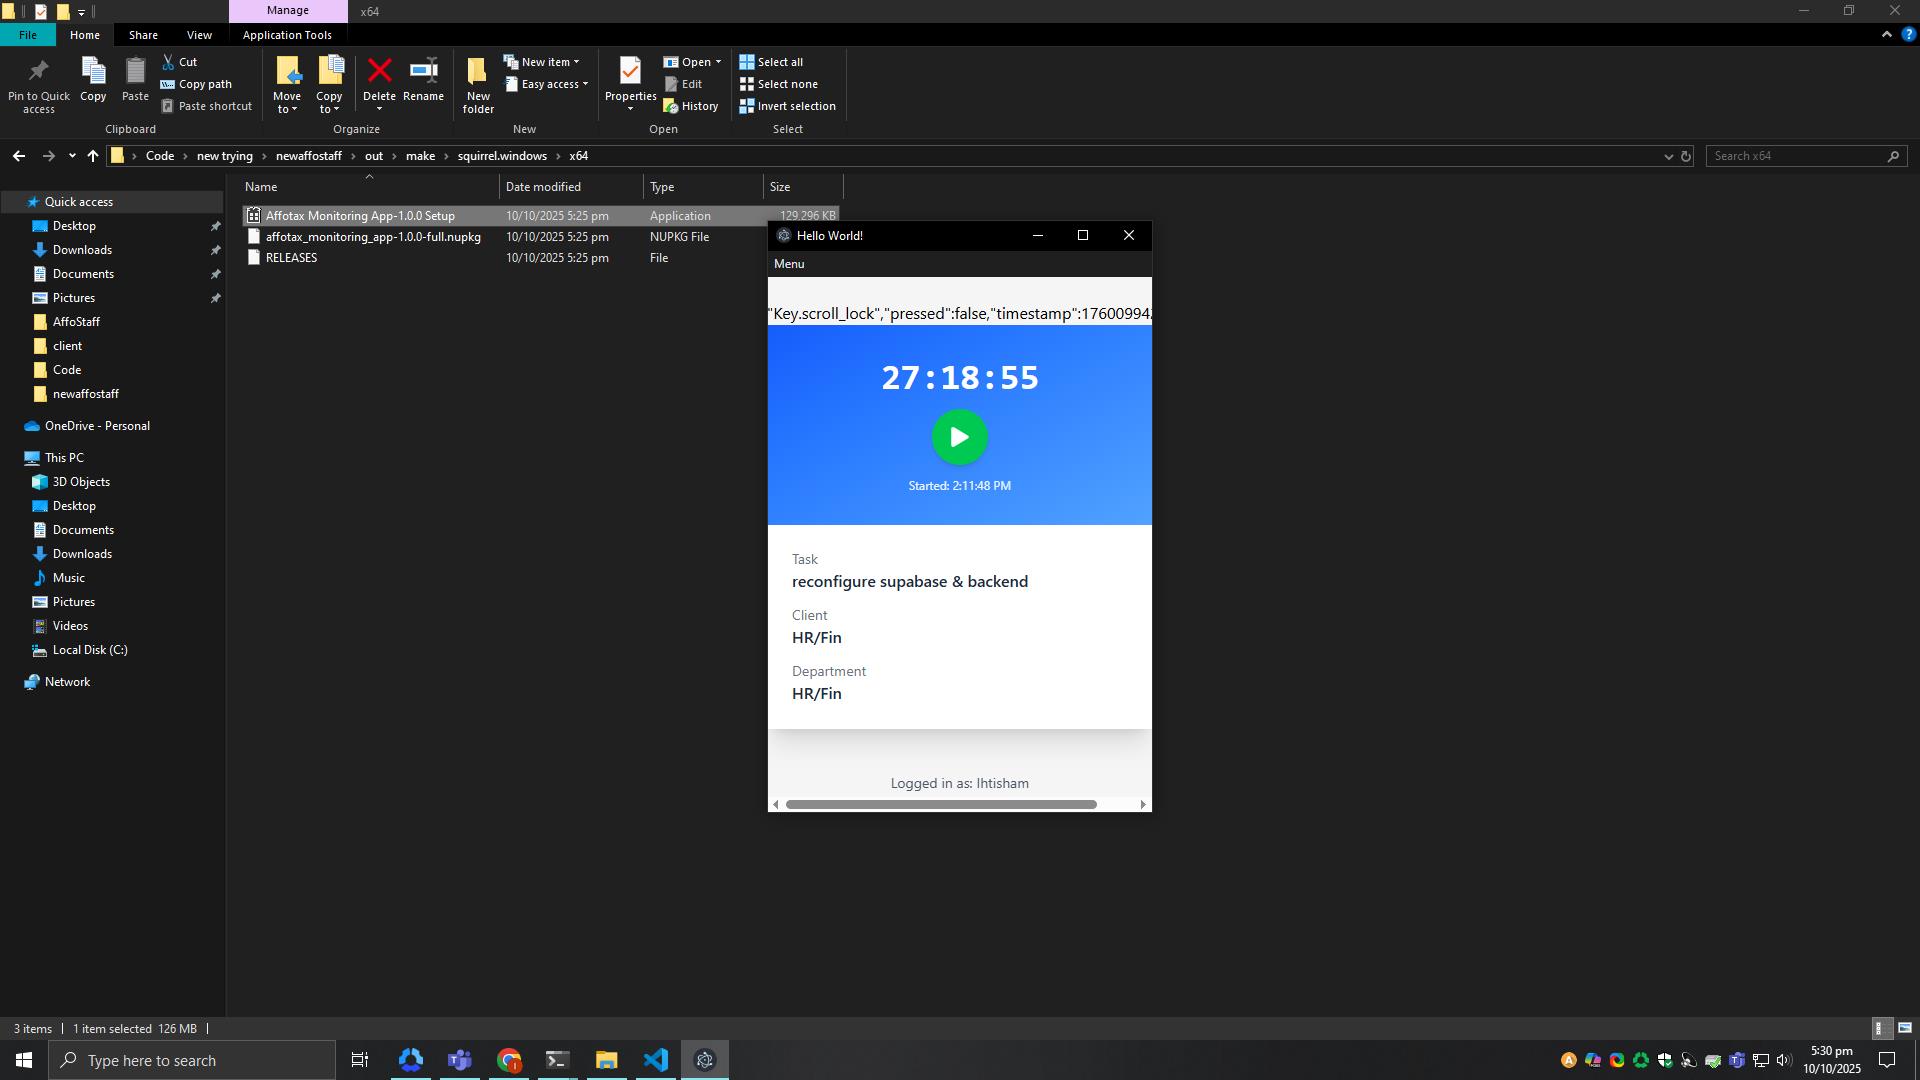 Manage
x64
File
Home
Share
View
Application Tools
Pin to Quick access
Copy
Paste
Cut
Copy path
Paste shortcut
Clipboard
Move to
Copy to
Delete
Rename
Organize
New folder
New item
Easy access
New
Properties
Open
Edit
History
Open
Select all
Select none
Invert selection
Select
Code > new trying > newaffostaff > out > make > squirrel.windows > x64
Search x64
Name
Date modified
Type
Size
Affotax Monitoring App-1.0.0 Setup 10/10/2025 5:25 pm Application 129,296 KB
affotax_monitoring_app-1.0.0-full.nupkg 10/10/2025 5:25 pm NUPKG File
RELEASES 10/10/2025 5:25 pm File
Quick access
Desktop
Downloads
Documents
Pictures
AffoStaff
client
Code
newaffostaff
OneDrive - Personal
This PC
3D Objects
Desktop
Documents
Downloads
Music
Pictures
Videos
Local Disk (C:)
Network
Hello World!
Menu
"Key.scroll_lock","pressed":false,"timestamp":176009942
27:18:55
Started: 2:11:48 PM
Task
reconfigure supabase & backend
Client
HR/Fin
Department
HR/Fin
Logged in as: Ihtisham
3 items
1 item selected 126 MB
Type here to search
5:30 pm
10/10/2025